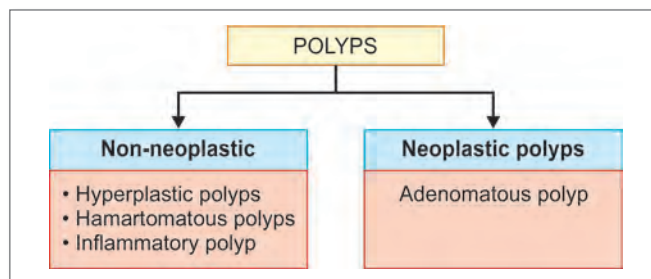 POLYPS
Non-neoplastic
• Hyperplastic polyps
• Hamartomatous polyps
• Inflammatory polyp
Neoplastic polyps
Adenomatous polyp